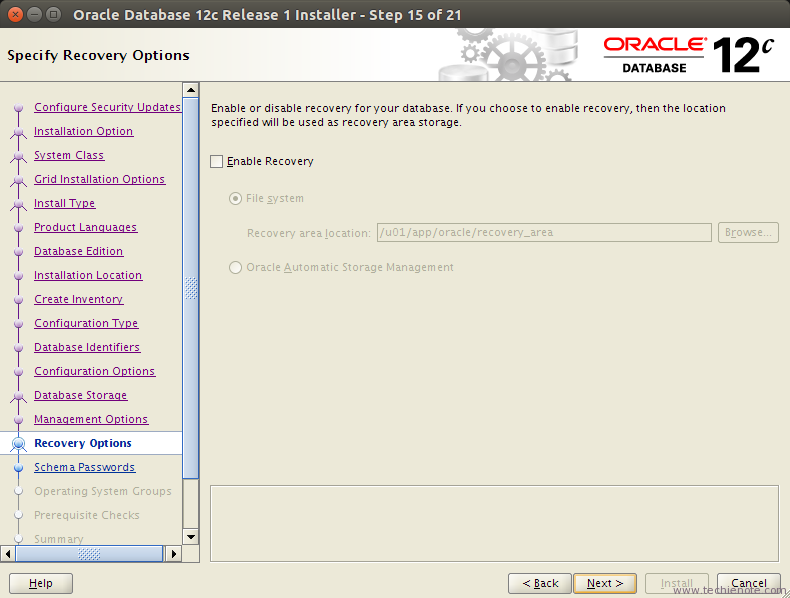 Oracle Database 12c Release 1 Installer - Step 15 of 21
Specify Recovery Options
ORACLE®
DATABASE
12c
Configure Security Updates
Installation Option
System Class
Grid Installation Options
Install Type
Product Languages
Database Edition
Installation Location
Create Inventory
Configuration Type
Database Identifiers
Configuration Options
Database Storage
Management Options
Recovery Options
Schema Passwords
Operating System Groups
Prerequisite Checks
Summary
Enable or disable recovery for your database. If you choose to enable recovery, then the location
specified will be used as recovery area storage.
Enable Recovery
File system
Recovery area location: /u01/app/oracle/recovery_area Browse...
Oracle Automatic Storage Management
Help
< Back Next > Install Cancel
www.techienote.com